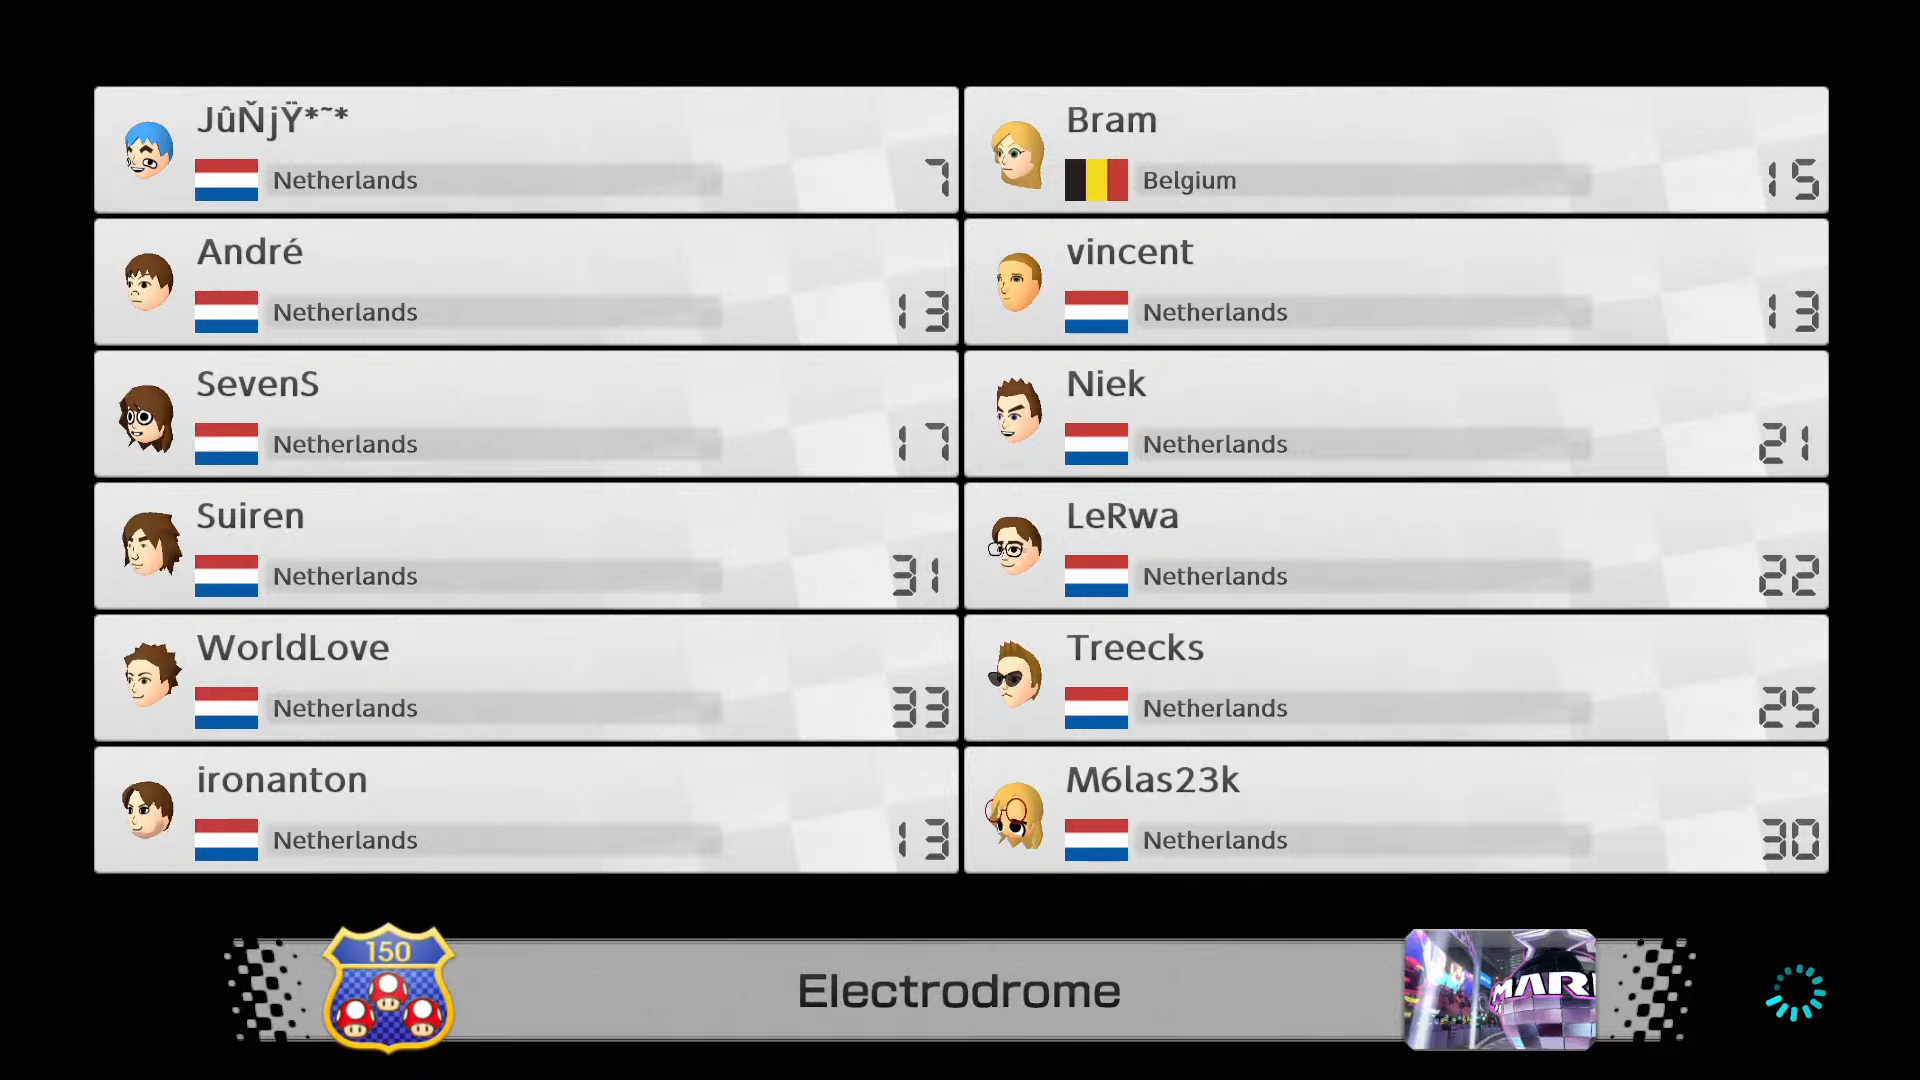 JûŇjŸ*˜*
Netherlands
7
Bram
Belgium
15
André
Netherlands
13
vincent
Netherlands
13
SevenS
Netherlands
17
Niek
Netherlands
21
Suiren
Netherlands
31
LeRwa
Netherlands
22
WorldLove
Netherlands
33
Treecks
Netherlands
25
ironanton
Netherlands
13
M6las23k
Netherlands
30
150
Electrodrome
MAR